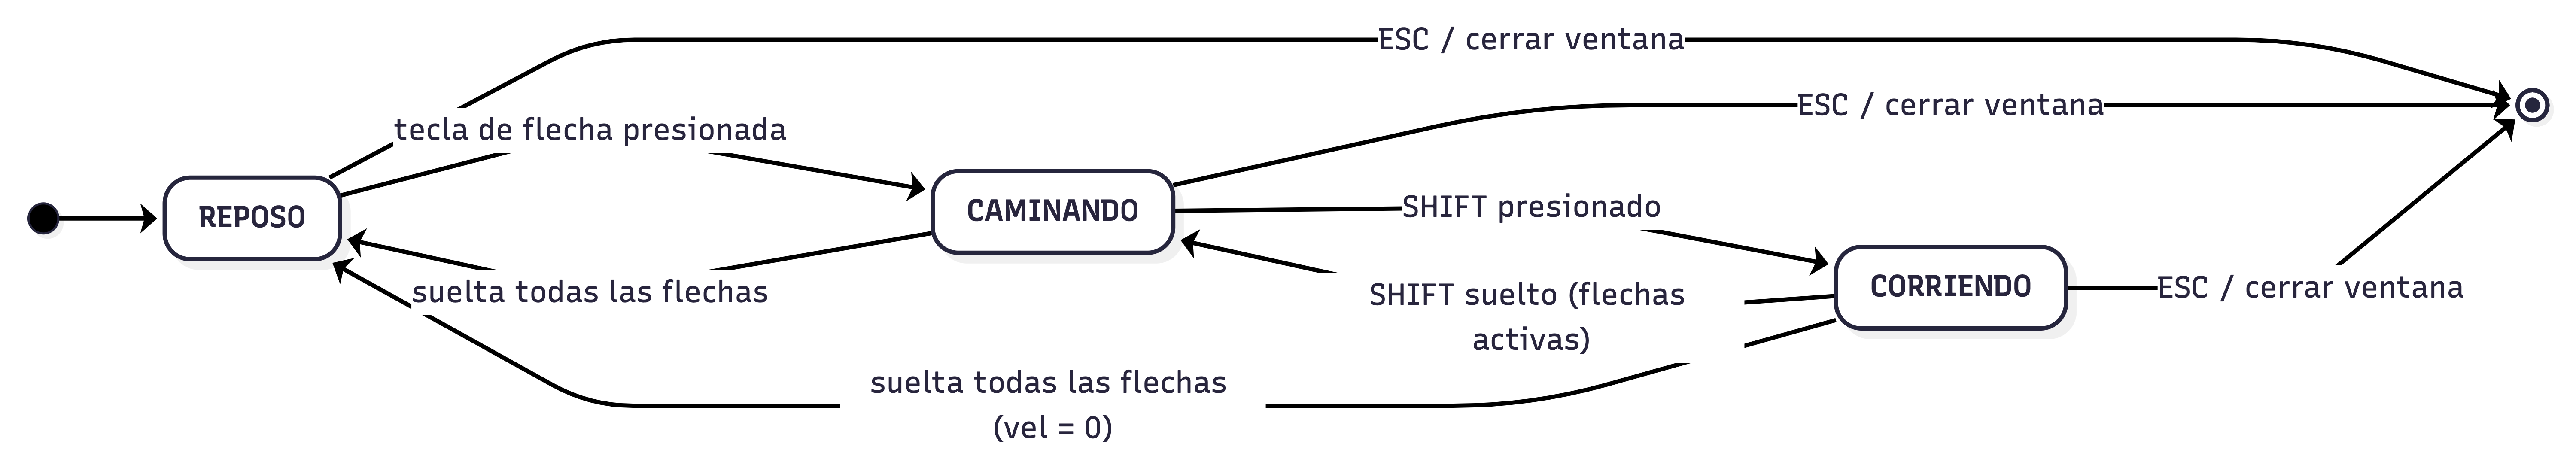 ESC / cerrar ventana
ESC / cerrar ventana
tecla de flecha presionada
REPOSO
CAMINANDO
SHIFT presionado
suelta todas las flechas
SHIFT suelto (flechas
activas)
CORRIENDO
ESC / cerrar ventana
suelta todas las flechas
(vel = 0)